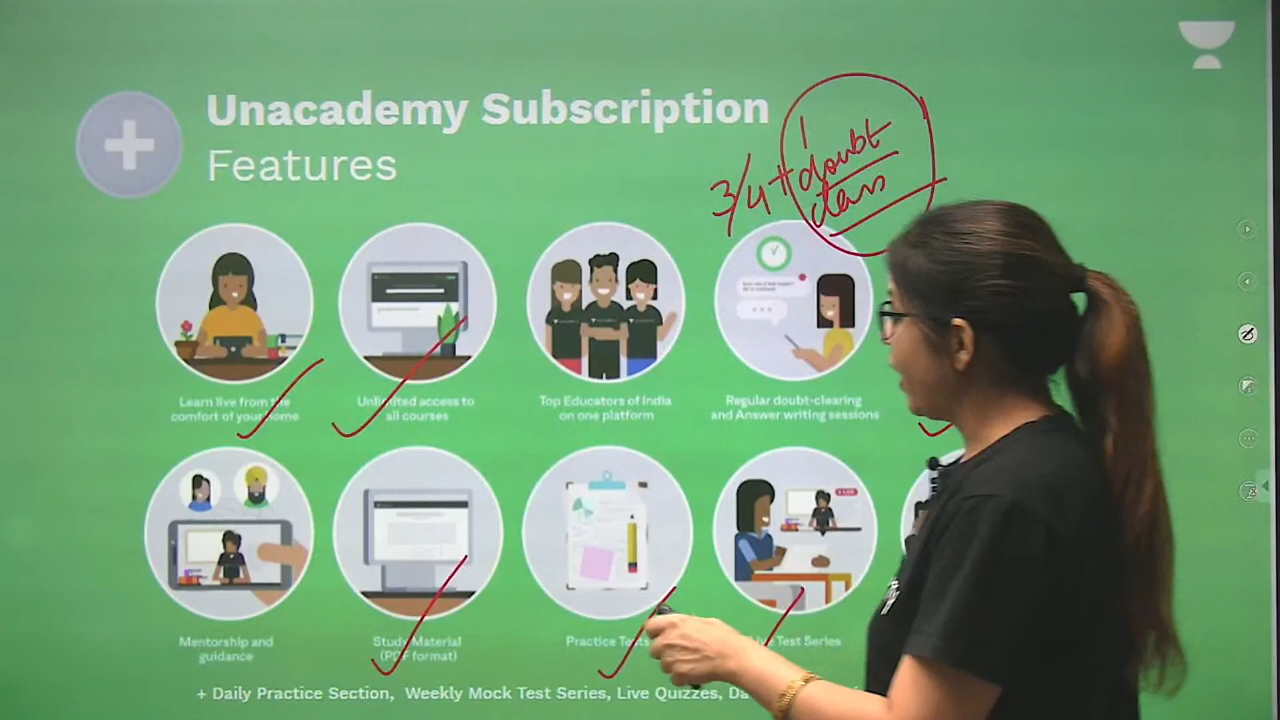 Unacademy Subscription
Features
1
3/4 + doubt
class
Learn live from the
comfort of your home
Unlimited access to
all courses
Top Educators of India
on one platform
Regular doubt-clearing
and Answer writing sessions
Mentorship and
guidance
Study Material
(PDF format)
Practice Tests
Live Test Series
+ Daily Practice Section, Weekly Mock Test Series, Live Quizzes,